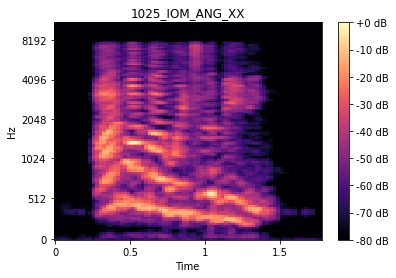 1025_IOM_ANG_XX
+0 dB
8192
-10 dB
4096
-20 dB
-30 dB
2048
Hz
-40 dB
1024
-50 dB
512
-60 dB
-70 dB
0
-80 dB
0 0.5 1 1.5
Time